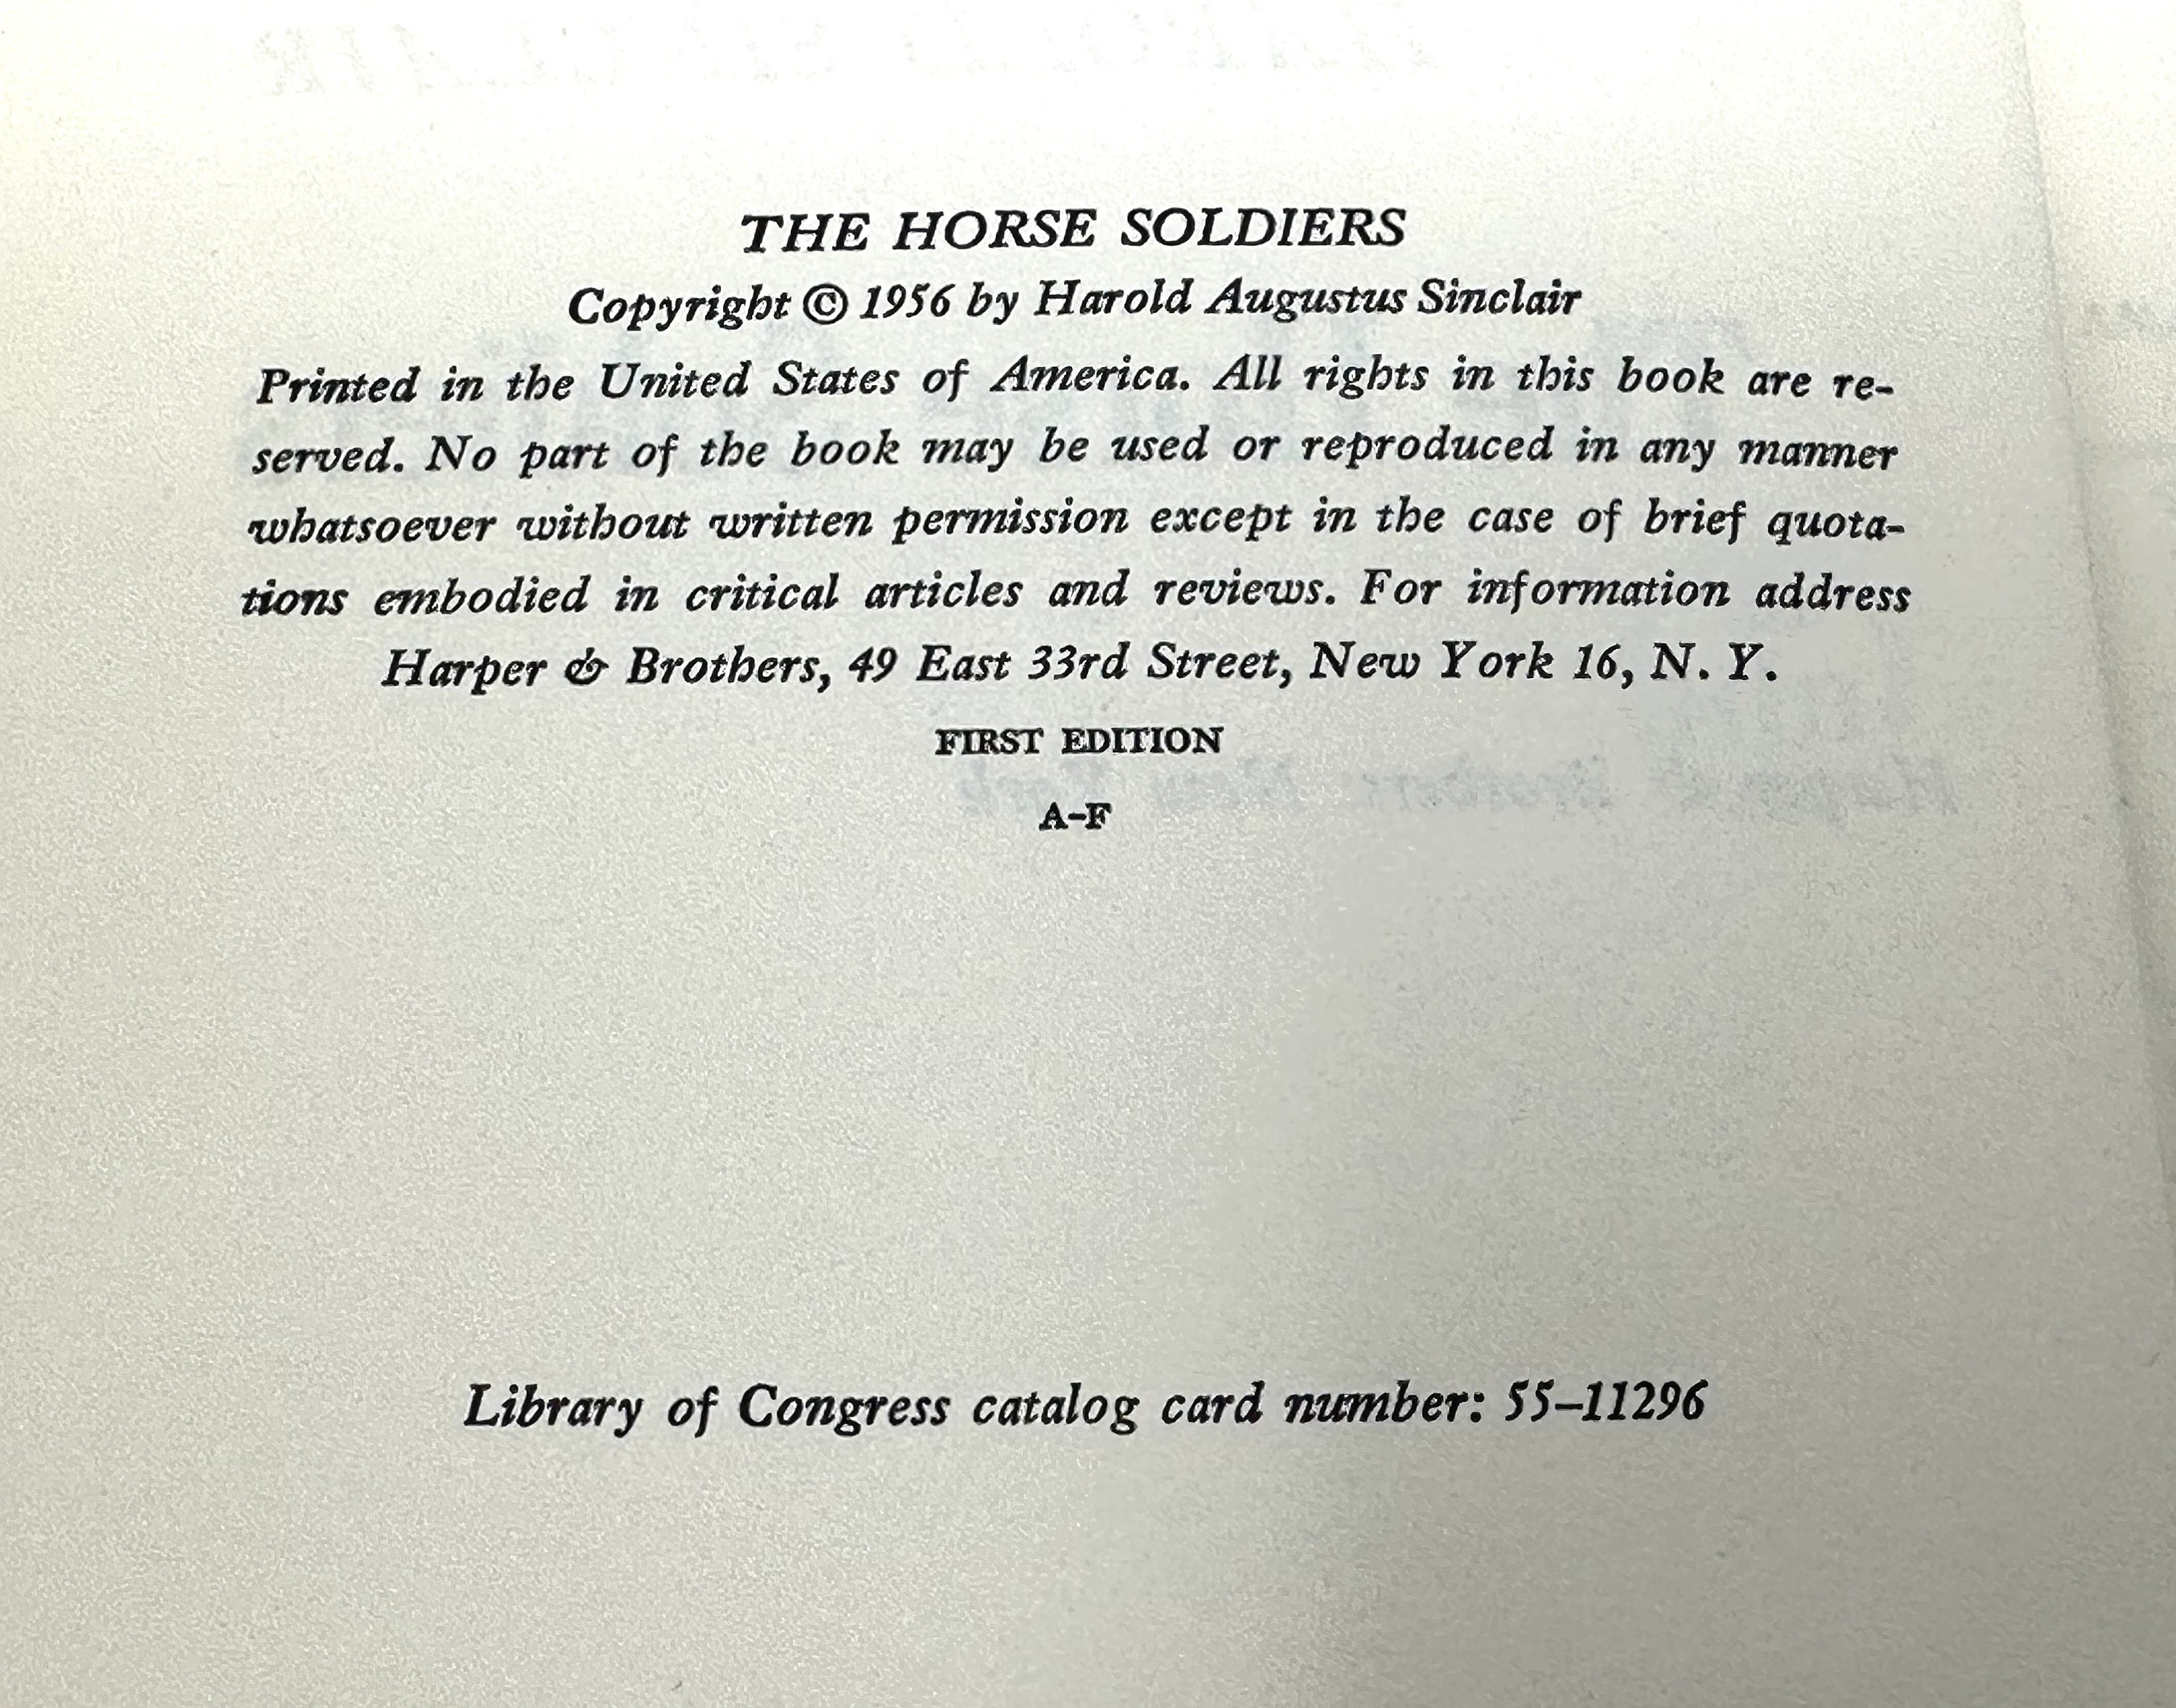 THE HORSE SOLDIERS
Copyright © 1956 by Harold Augustus Sinclair
Printed in the United States of America. All rights in this book are re-
served. No part of the book may be used or reproduced in any manner
whatsoever without written permission except in the case of brief quota-
tions embodied in critical articles and reviews. For information address
Harper & Brothers, 49 East 33rd Street, New York 16, N. Y.
FIRST EDITION
A-F
Library of Congress catalog card number: 55-11296